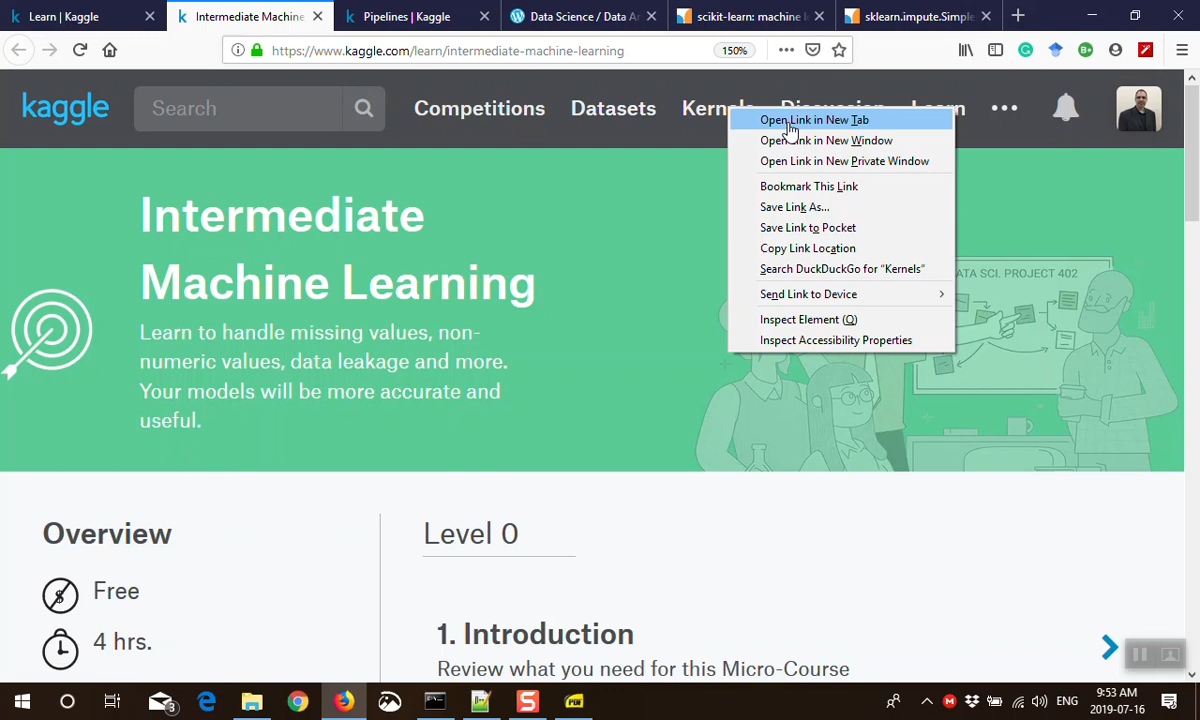 Learn | Kaggle
Intermediate Machine
Pipelines | Kaggle
Data Science / Data An
scikit-learn: machine l
sklearn.impute.Simple
https://www.kaggle.com/learn/intermediate-machine-learning
150%
kaggle
Search
Competitions
Datasets
Kernels
Discussion
Learn
Open Link in New Tab
Open Link in New Window
Open Link in New Private Window
Bookmark This Link
Save Link As...
Save Link to Pocket
Copy Link Location
Search DuckDuckGo for "Kernels"
Send Link to Device
Inspect Element (Q)
Inspect Accessibility Properties
Intermediate
Machine Learning
Learn to handle missing values, non-
numeric values, data leakage and more.
Your models will be more accurate and
useful.
DATA SCI. PROJECT 402
Overview
Free
4 hrs.
Level 0
1. Introduction
Review what you need for this Micro-Course
3
ENG
9:53 AM
2019-07-16